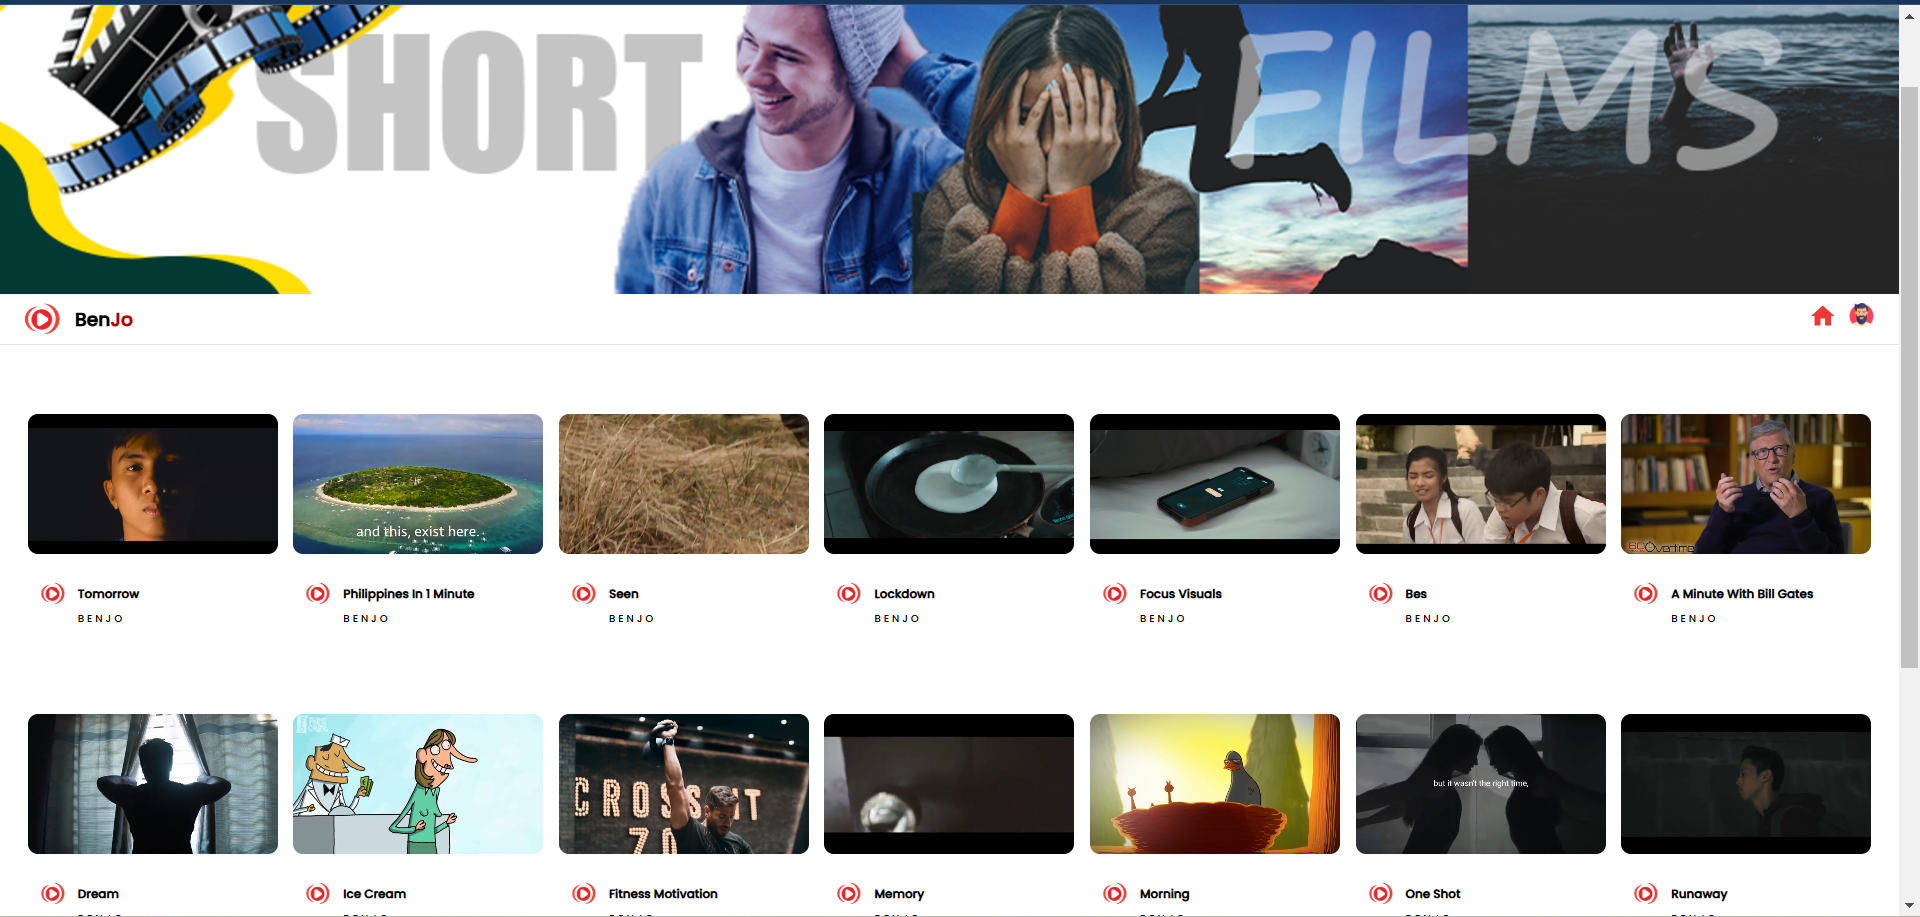 SHORT FILMS
BenJo
and this, exist here.
Overtime
Tomorrow
BENJO
Philippines In 1 Minute
BENJO
Seen
BENJO
Lockdown
BENJO
Focus Visuals
BENJO
Bes
BENJO
A Minute With Bill Gates
BENJO
CROSSFIT
but it wasn't the right time,
Dream
Ice Cream
Fitness Motivation
Memory
Morning
One Shot
Runaway